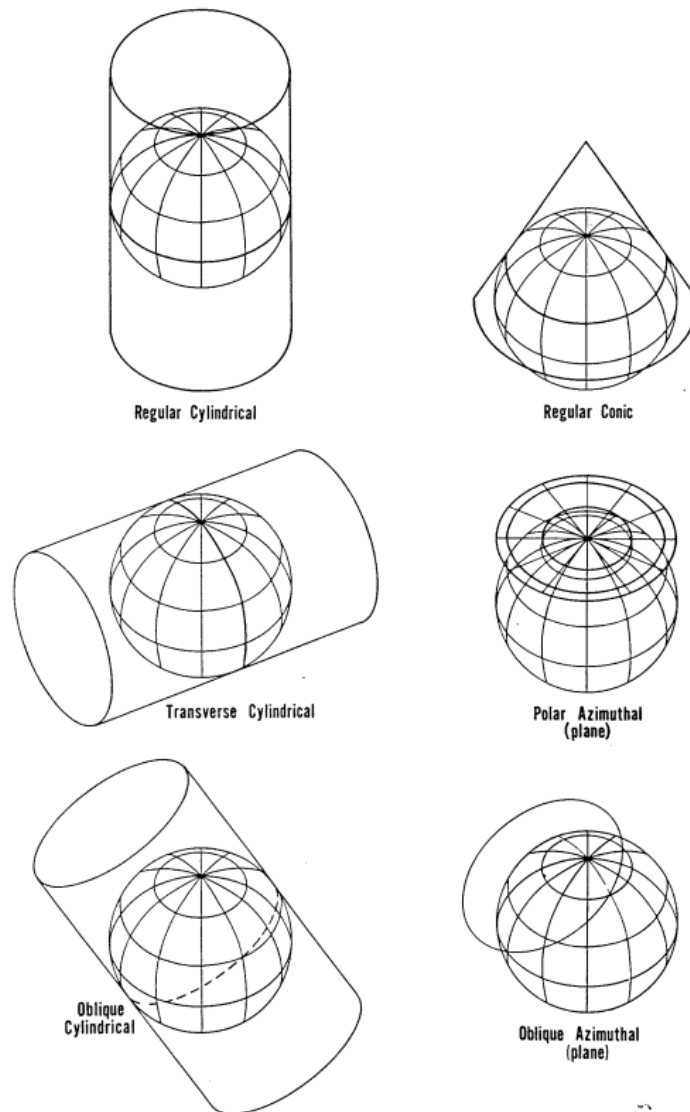 Regular Cylindrical
Regular Conic
Transverse Cylindrical
Polar Azimuthal
(plane)
Oblique
Cylindrical
Oblique Azimuthal
(plane)